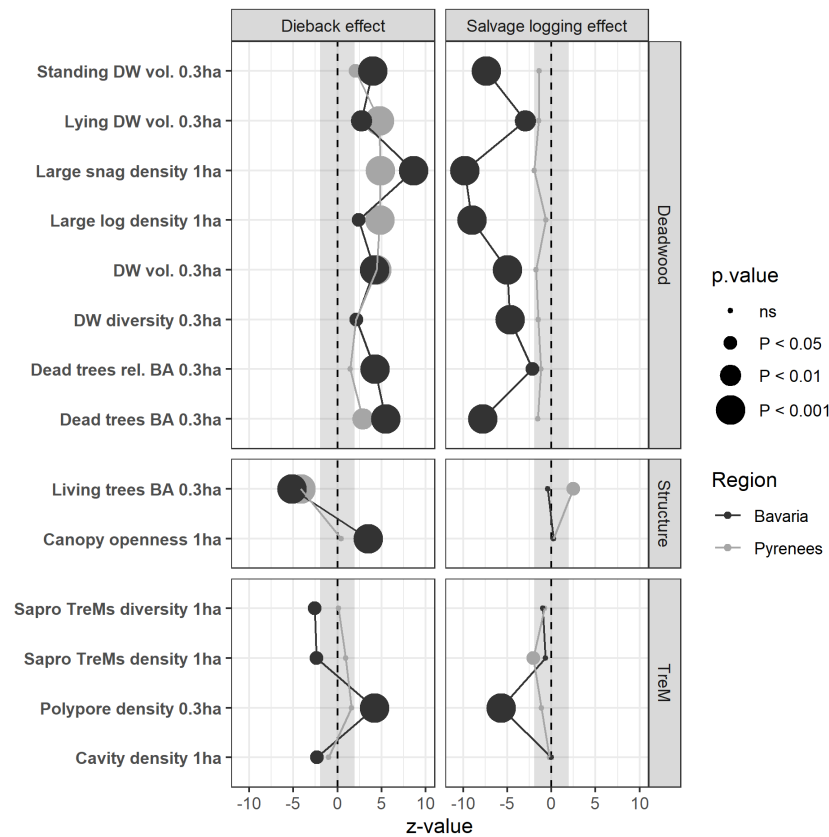 Dieback effect
Salvage logging effect
Standing DW vol. 0.3ha
Lying DW vol. 0.3ha
Large snag density 1ha
Large log density 1ha
DW vol. 0.3ha
DW diversity 0.3ha
Dead trees rel. BA 0.3ha
Dead trees BA 0.3ha
Deadwood
Living trees BA 0.3ha
Canopy openness 1ha
Structure
Sapro TreMs diversity 1ha
Sapro TreMs density 1ha
Polypore density 0.3ha
Cavity density 1ha
TreM
-10 -5 0 5 10
-10 -5 0 5 10
z-value
p.value
ns
P < 0.05
P < 0.01
P < 0.001
Region
Bavaria
Pyrenees